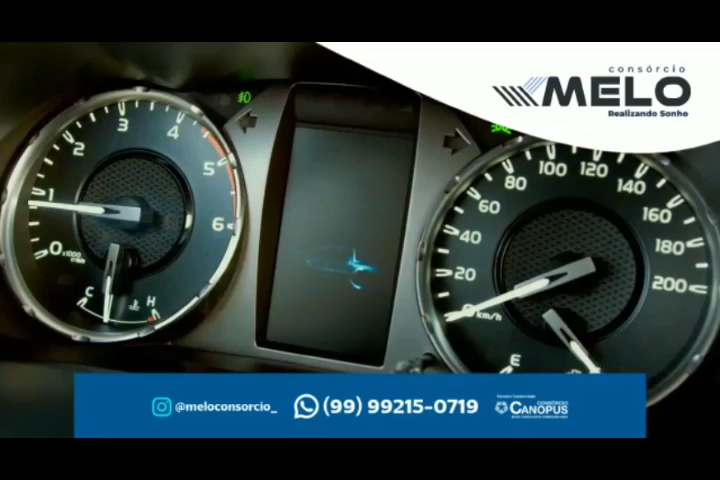 consórcio
MELO
Realizando Sonho
1 2 3 4 5 6
0 x1000 r/min
C H
0 20 40 60 80 100 120 140 160 180 200
km/h
E
@meloconsorcio_
(99) 99215-0719
CONSÓRCIO
CANOPUS